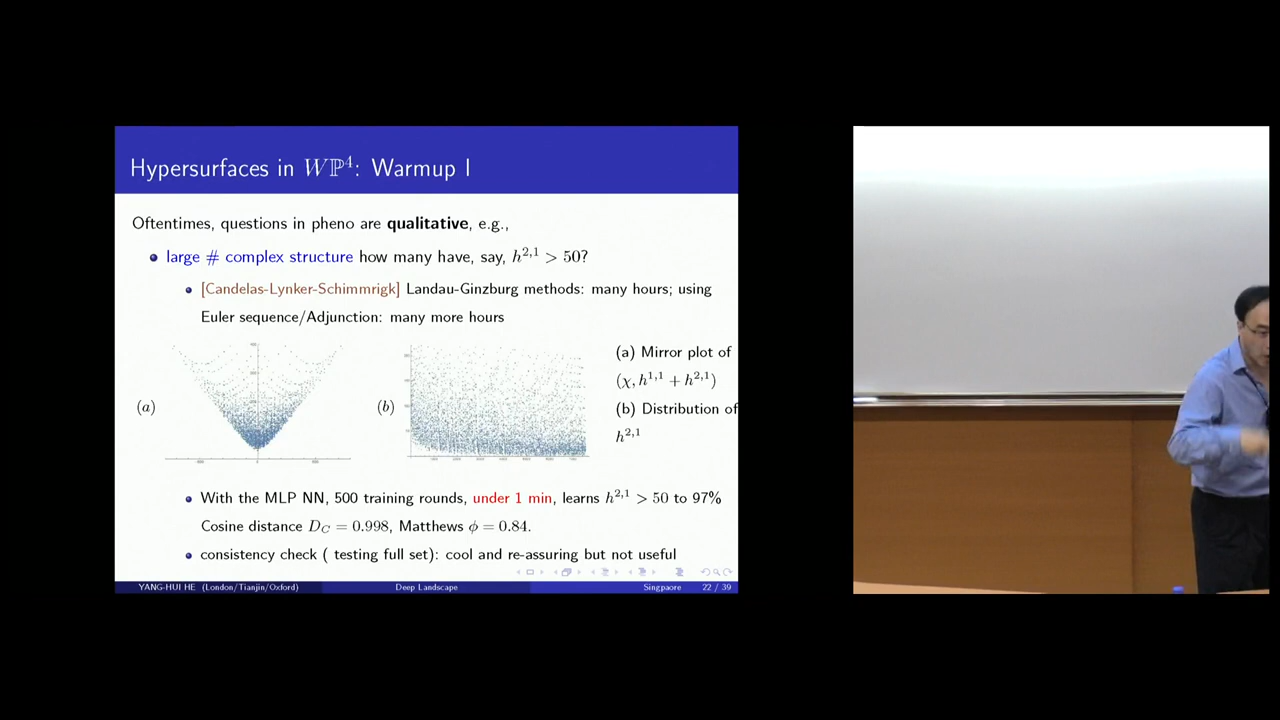 Hypersurfaces in Wℙ⁴: Warmup I
Oftentimes, questions in pheno are qualitative, e.g.,
large # complex structure how many have, say, h^{2,1} > 50?
[Candelas-Lynker-Schimmrigk] Landau-Ginzburg methods: many hours; using
Euler sequence/Adjunction: many more hours
(a)
(b)
(a) Mirror plot of
(χ, h^{1,1} + h^{2,1})
(b) Distribution of
h^{2,1}
With the MLP NN, 500 training rounds, under 1 min, learns h^{2,1} > 50 to 97%
Cosine distance D_C = 0.998, Matthews φ = 0.84.
consistency check ( testing full set): cool and re-assuring but not useful
YANG-HUI HE (London/Tianjin/Oxford) Deep Landscape Singpaore 22 / 39